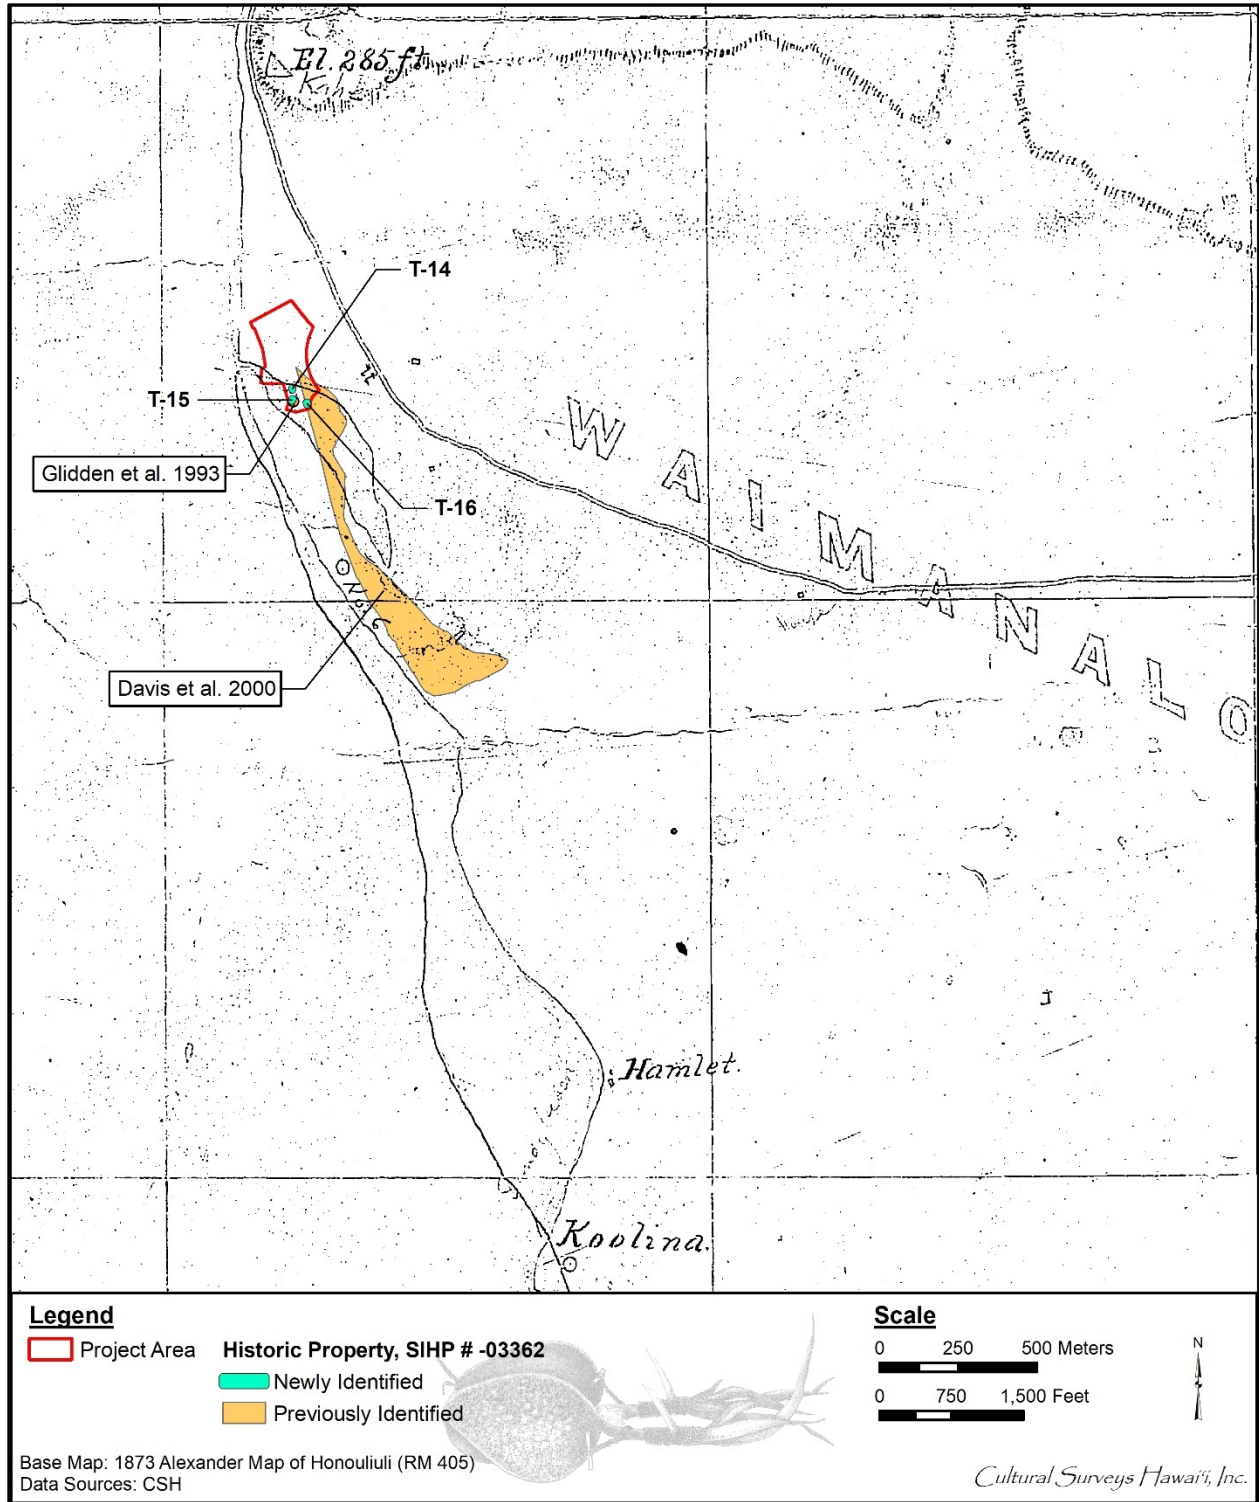 El. 285 ft
T-14
T-15
Glidden et al. 1993
T-16
WAIMANALO
Davis et al. 2000
Hamlet.
Koolina.
Legend
Project Area
Historic Property, SIHP # -03362
Newly Identified
Previously Identified
Base Map: 1873 Alexander Map of Honouliuli (RM 405)
Data Sources: CSH
Scale
0 250 500 Meters
0 750 1,500 Feet
N
Cultural Surveys Hawai‘i, Inc.